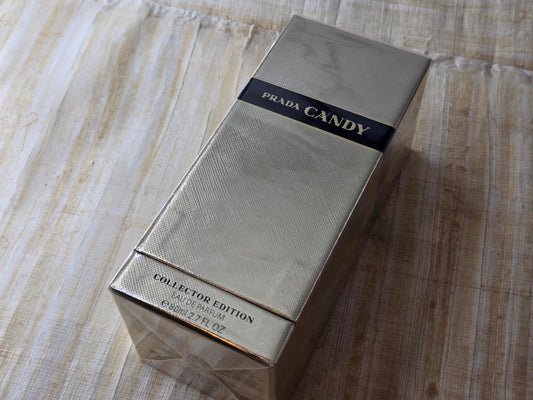 PRADA CANDY
COLLECTOR EDITION
EAU DE PARFUM
℮80ml 2.7 FL OZ